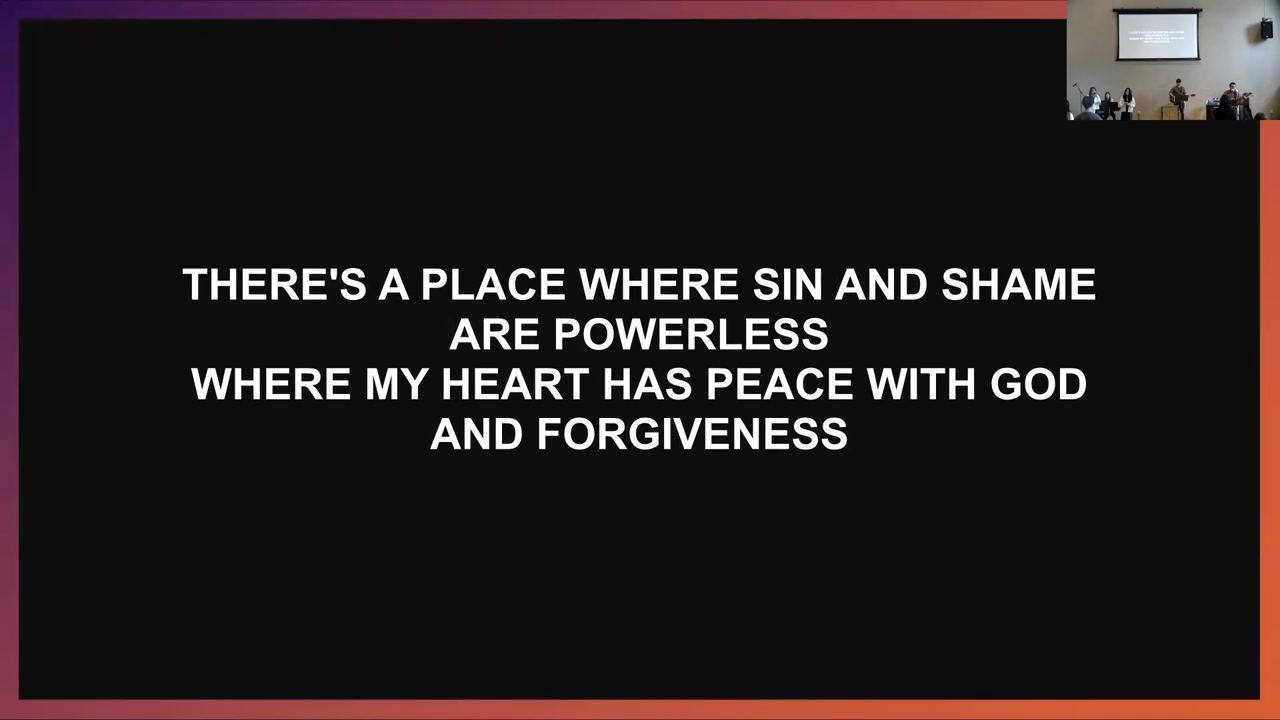 THERE'S A PLACE WHERE SIN AND SHAME
ARE POWERLESS
WHERE MY HEART HAS PEACE WITH GOD
AND FORGIVENESS